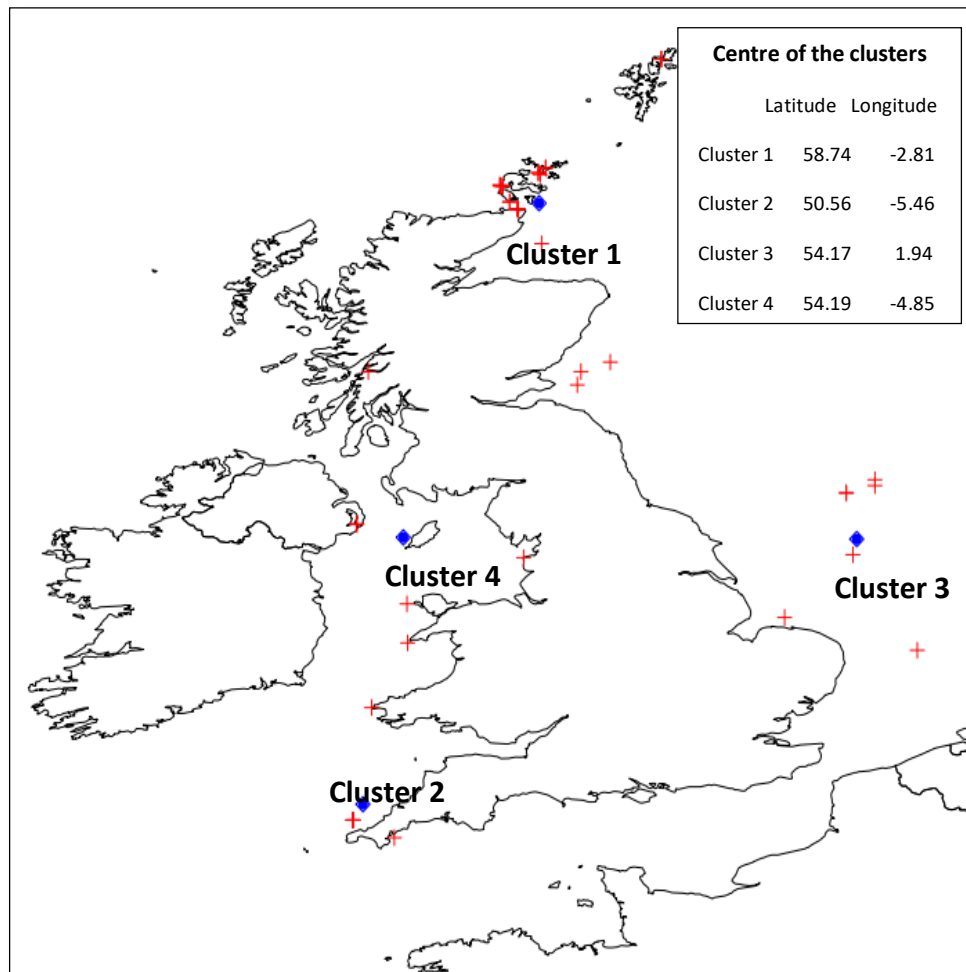 Centre of the clusters
Latitude Longitude
Cluster 1 58.74 -2.81
Cluster 2 50.56 -5.46
Cluster 3 54.17 1.94
Cluster 4 54.19 -4.85
Cluster 1
Cluster 4
Cluster 3
Cluster 2